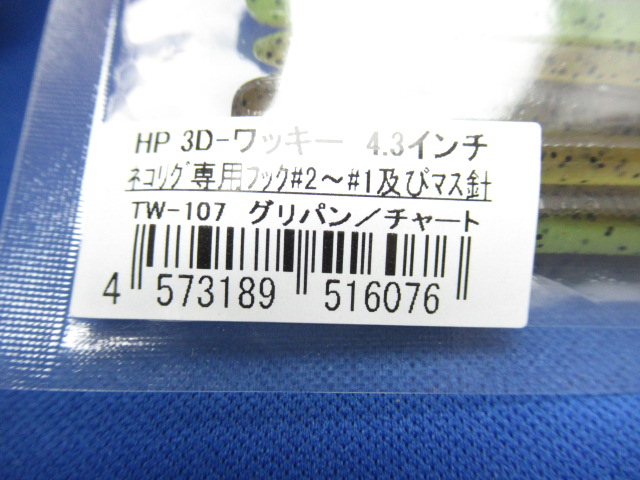 HP 3D-ワッキー 4.3インチ
ネコリグ専用フック#2～#1及びマス針
TW-107 グリパン／チャート
4 573189 516076